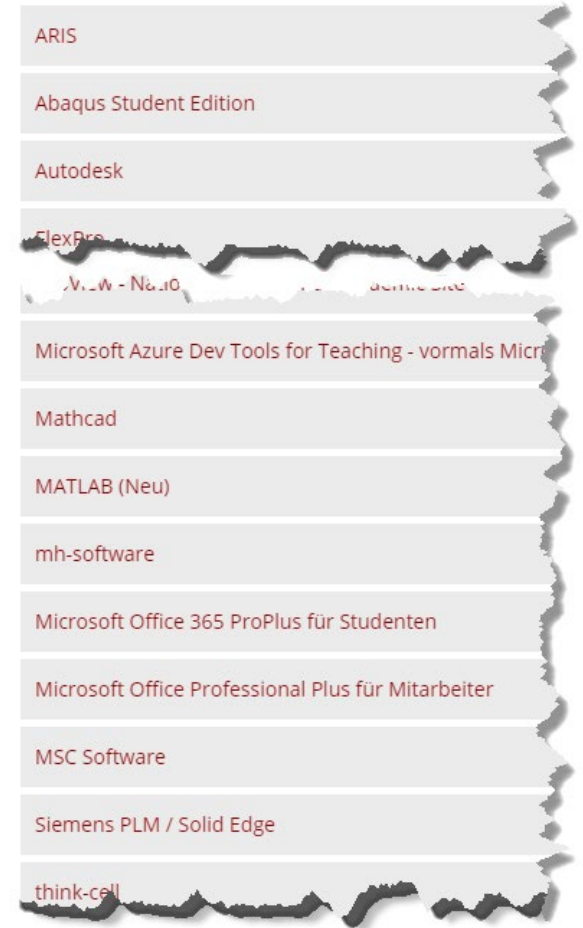 ARIS
Abaqus Student Edition
Autodesk
FlexPro
Microsoft Azure Dev Tools for Teaching - vormals Micr
Mathcad
MATLAB (Neu)
mh-software
Microsoft Office 365 ProPlus für Studenten
Microsoft Office Professional Plus für Mitarbeiter
MSC Software
Siemens PLM / Solid Edge
think-cell